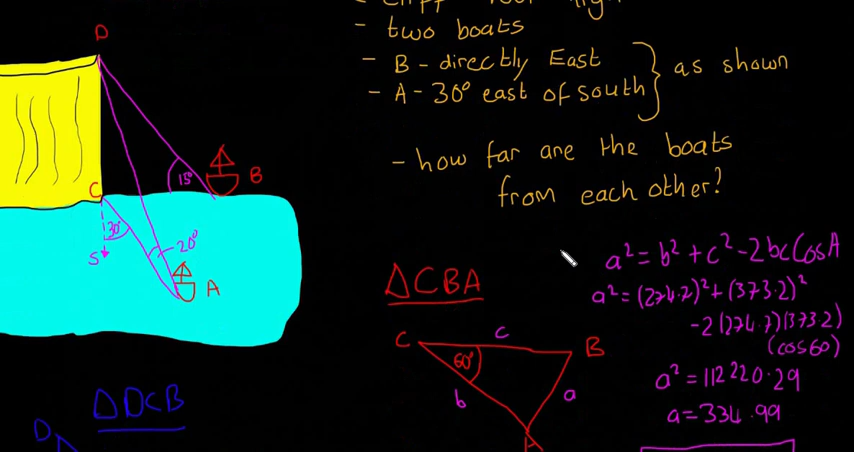 - two boats
- B - directly East
- A - 30° east of south
as shown
- how far are the boats
from each other?
D
15°
B
C
30°
20°
S
A
ΔCBA
C
c
B
60°
b
a
a² = b² + c² - 2bc CosA
a² = (274.7)² + (373.2)²
-2(274.7)(373.2)
(cos60)
a² = 112220.29
a = 334.99
ΔDCB
D